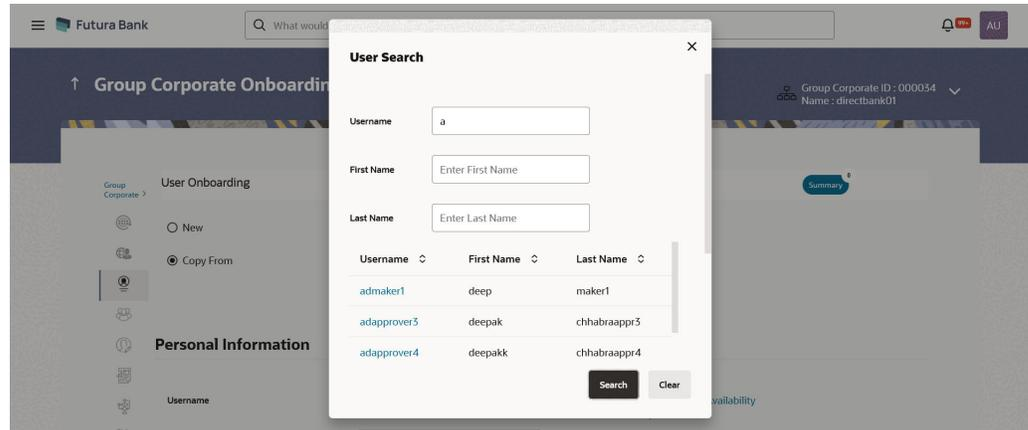 Futura Bank
What would
99+
AU
Group Corporate Onboardin
Group Corporate ID : 000034
Name : directbank01
User Search
Username
a
First Name
Enter First Name
Last Name
Enter Last Name
Username First Name Last Name
admaker1 deep maker1
adapprover3 deepak chhabraappr3
adapprover4 deepakk chhabraappr4
Search Clear
Group
Corporate
User Onboarding
Summary
0
New
Copy From
Personal Information
Username
vailability